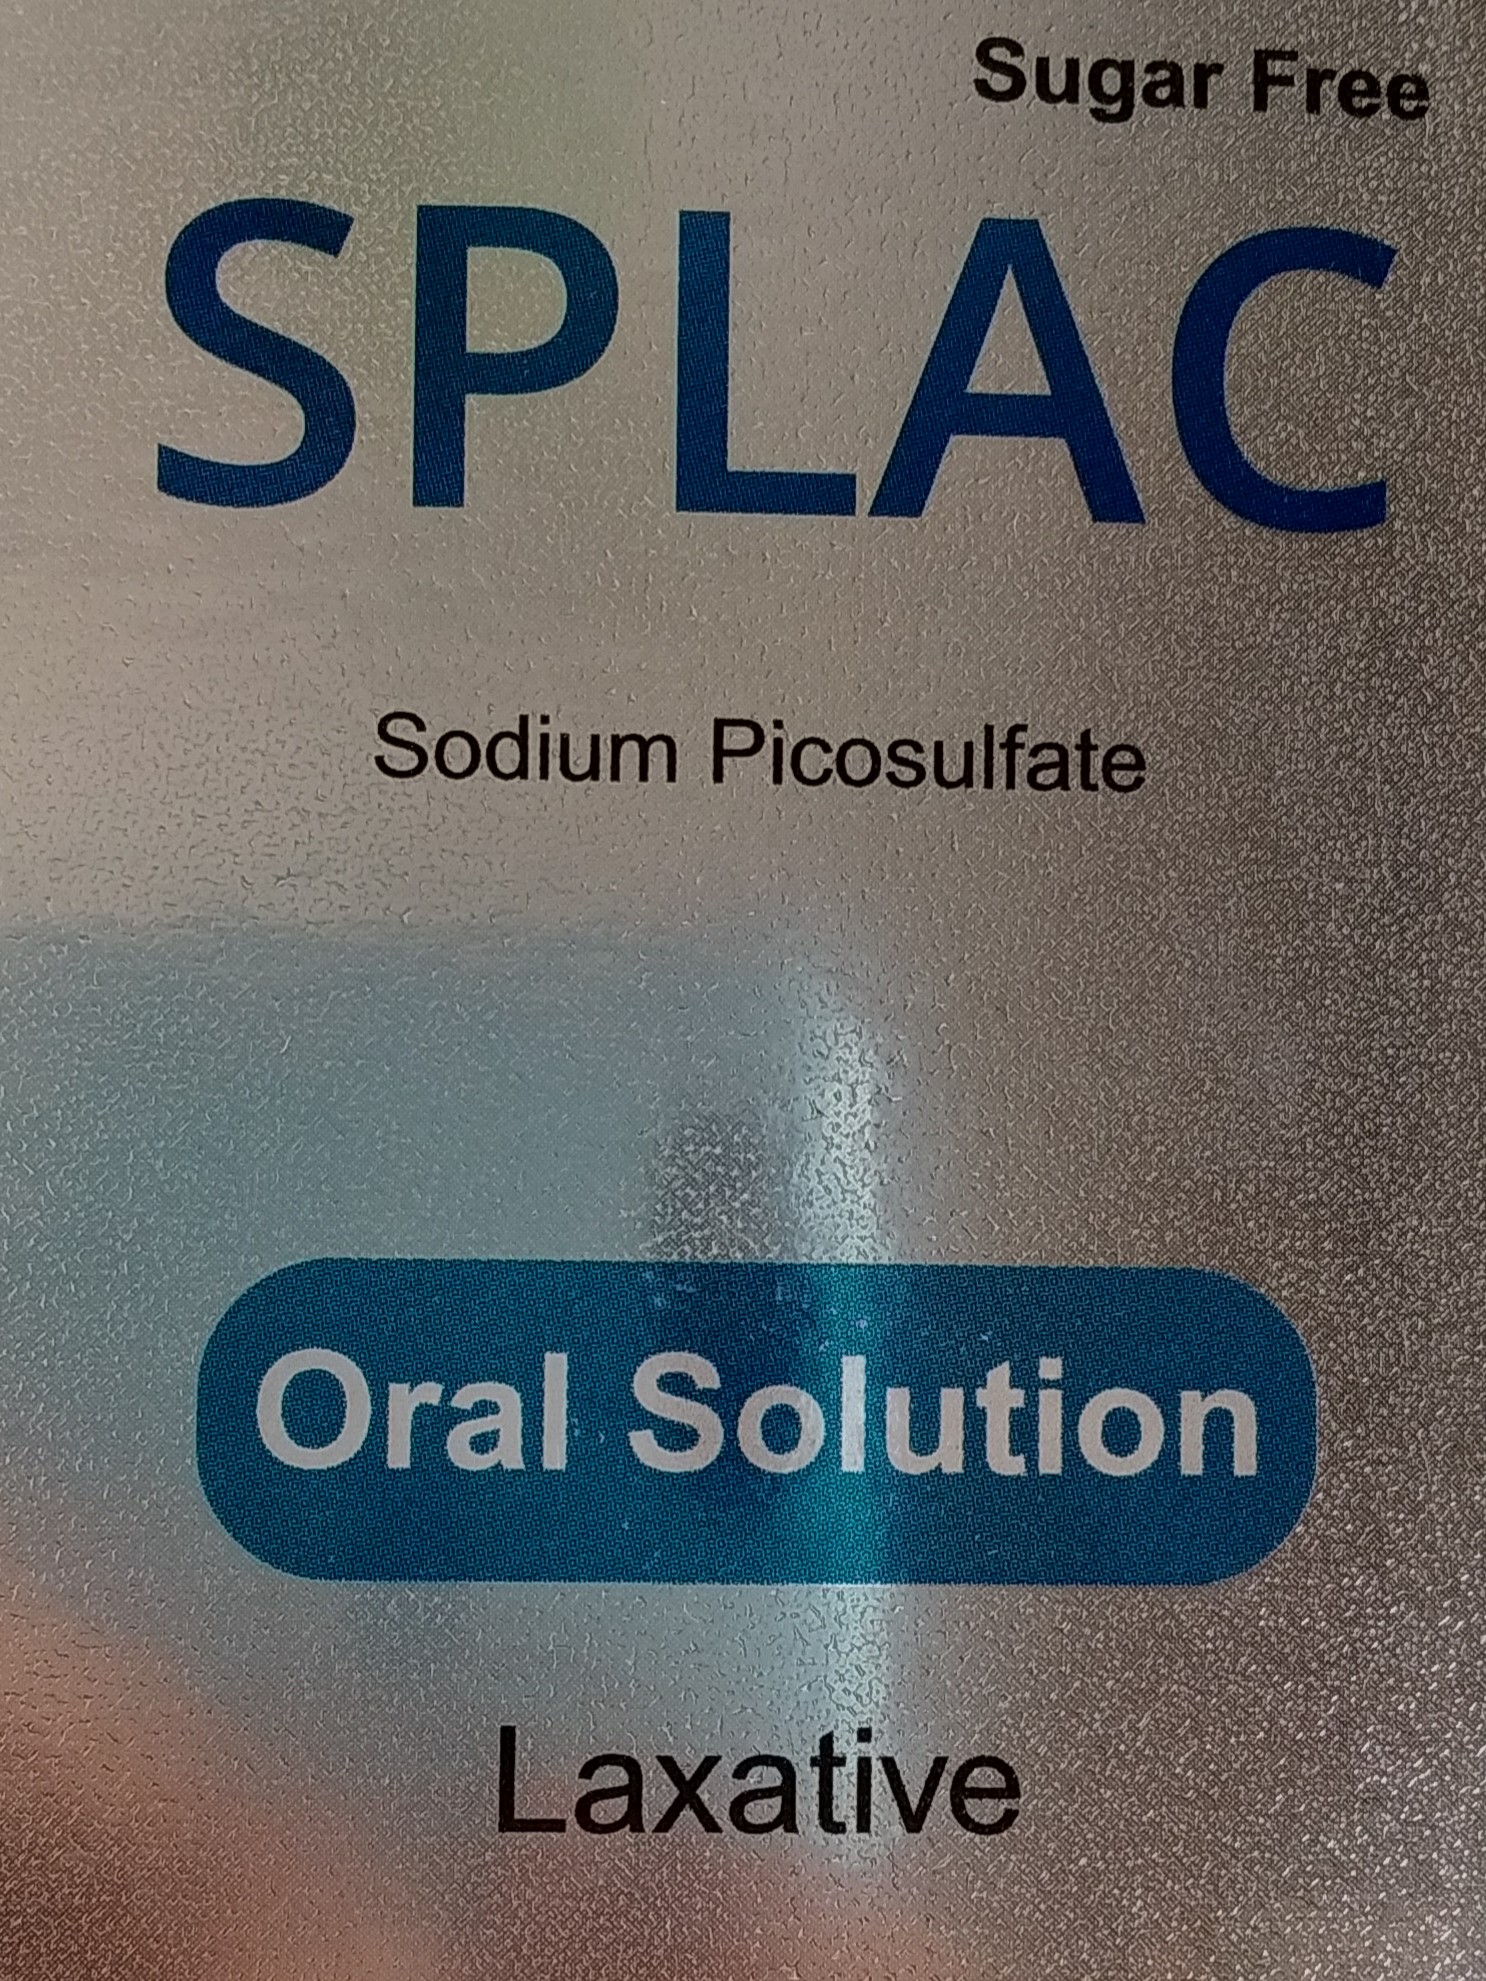 Sugar Free
SPLAC
Sodium Picosulfate
Oral Solution
Laxative